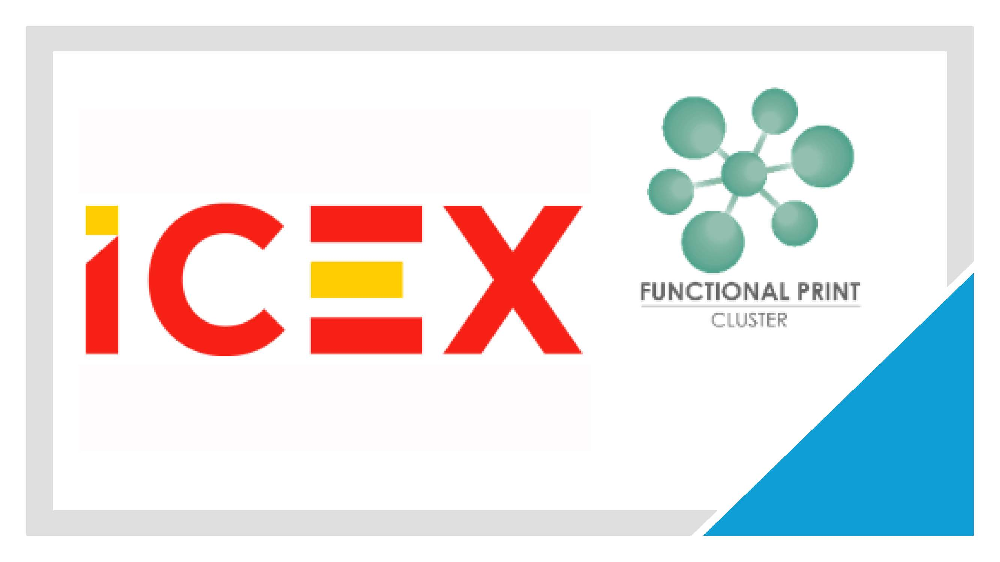 iCEX
FUNCTIONAL PRINT
CLUSTER